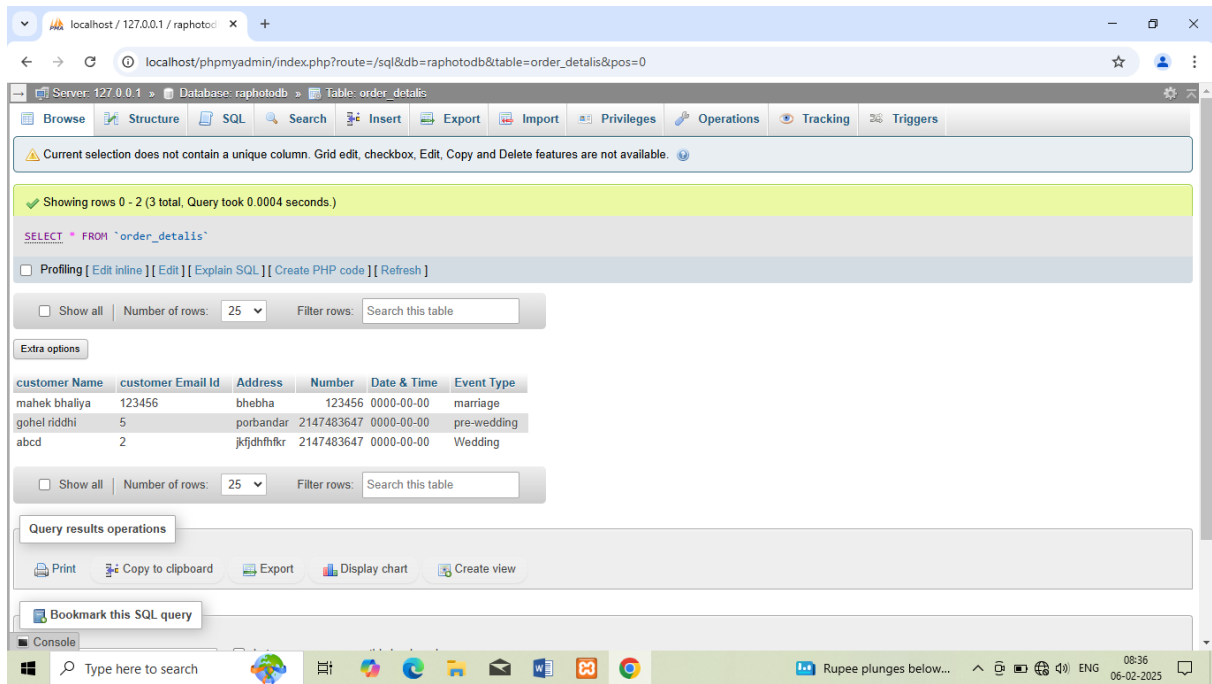 localhost / 127.0.0.1 / raphotod
localhost/phpmyadmin/index.php?route=/sql&db=raphotodb&table=order_detalis&pos=0
Server: 127.0.0.1 » Database: raphotodb » Table: order_detalis
Browse Structure SQL Search Insert Export Import Privileges Operations Tracking Triggers
Current selection does not contain a unique column. Grid edit, checkbox, Edit, Copy and Delete features are not available.
Showing rows 0 - 2 (3 total, Query took 0.0004 seconds.)
SELECT * FROM `order_detalis`
Profiling [ Edit inline ] [ Edit ] [ Explain SQL ] [ Create PHP code ] [ Refresh ]
Show all | Number of rows: 25 Filter rows: Search this table
Extra options
customer Name customer Email Id Address Number Date & Time Event Type
mahek bhaliya 123456 bhebha 123456 0000-00-00 marriage
gohel riddhi 5 porbandar 2147483647 0000-00-00 pre-wedding
abcd 2 jkfjdhfhfkr 2147483647 0000-00-00 Wedding
Show all | Number of rows: 25 Filter rows: Search this table
Query results operations
Print Copy to clipboard Export Display chart Create view
Bookmark this SQL query
Console
Type here to search Rupee plunges below... ENG 08:36
06-02-2025